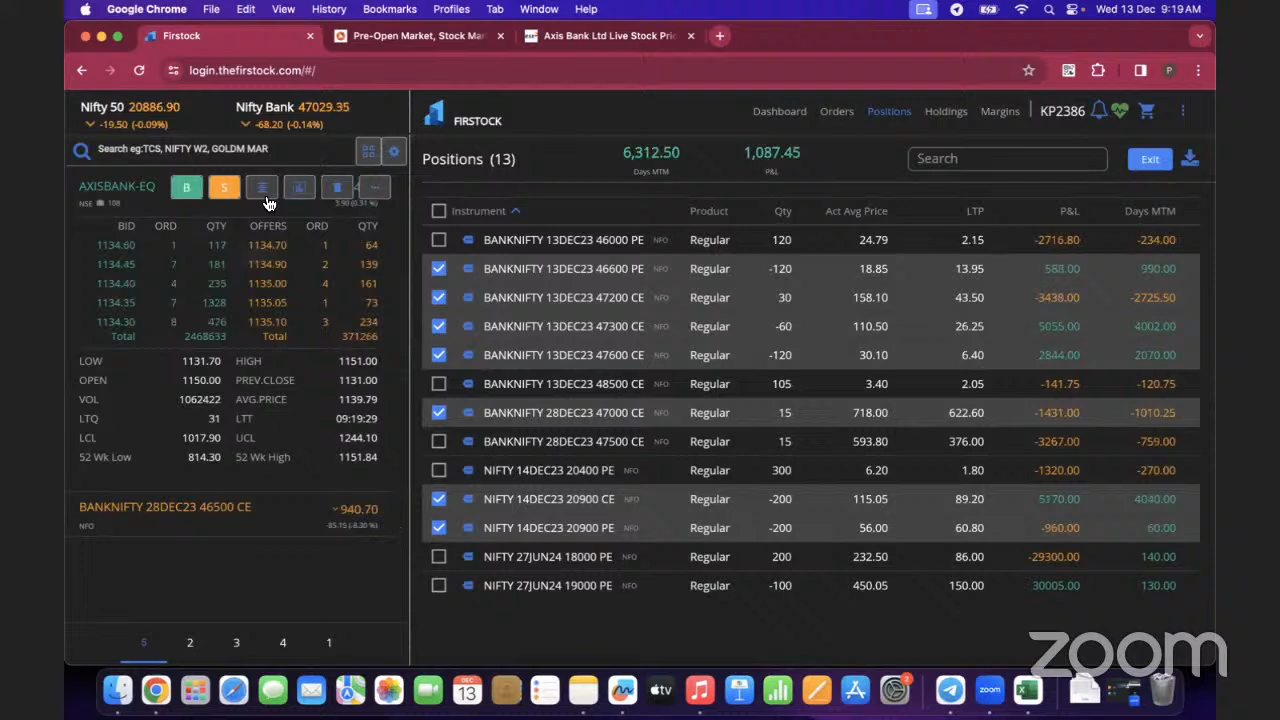 Google Chrome File Edit View History Bookmarks Profiles Tab Window Help Wed 13 Dec 9:19 AM
Firstock × Pre-Open Market, Stock Mar × Axis Bank Ltd Live Stock Pric × +
login.thefirstock.com/#/ P
Nifty 50 20886.90 Nifty Bank 47029.35
-19.50 (-0.09%) -68.20 (-0.14%)
FIRSTOCK Dashboard Orders Positions Holdings Margins KP2386
Search eg:TCS, NIFTY W2, GOLDM MAR
Positions (13) 6,312.50 1,087.45 Search Exit
Days MTM P&L
AXISBANK-EQ B S
NSE 108 3.90 (0.31 %)
BID ORD QTY OFFERS ORD QTY
1134.60 1 117 1134.70 1 64
1134.45 7 181 1134.90 2 139
1134.40 4 235 1135.00 4 161
1134.35 7 1328 1135.05 1 73
1134.30 8 476 1135.10 3 234
Total 2468633 Total 371266
LOW 1131.70 HIGH 1151.00
OPEN 1150.00 PREV.CLOSE 1131.00
VOL 1062422 AVG.PRICE 1139.79
LTQ 31 LTT 09:19:29
LCL 1017.90 UCL 1244.10
52 Wk Low 814.30 52 Wk High 1151.84
BANKNIFTY 28DEC23 46500 CE 940.70
NFO -85.15 (-8.30 %)
5 2 3 4 1
Instrument Product Qty Act Avg Price LTP P&L Days MTM
BANKNIFTY 13DEC23 46000 PE NFO Regular 120 24.79 2.15 -2716.80 -234.00
BANKNIFTY 13DEC23 46600 PE NFO Regular -120 18.85 13.95 588.00 990.00
BANKNIFTY 13DEC23 47200 CE NFO Regular 30 158.10 43.50 -3438.00 -2725.50
BANKNIFTY 13DEC23 47300 CE NFO Regular -60 110.50 26.25 5055.00 4002.00
BANKNIFTY 13DEC23 47600 CE NFO Regular -120 30.10 6.40 2844.00 2070.00
BANKNIFTY 13DEC23 48500 CE NFO Regular 105 3.40 2.05 -141.75 -120.75
BANKNIFTY 28DEC23 47000 CE NFO Regular 15 718.00 622.60 -1431.00 -1010.25
BANKNIFTY 28DEC23 47500 CE NFO Regular 15 593.80 376.00 -3267.00 -759.00
NIFTY 14DEC23 20400 PE NFO Regular 300 6.20 1.80 -1320.00 -270.00
NIFTY 14DEC23 20900 CE NFO Regular -200 115.05 89.20 5170.00 4040.00
NIFTY 14DEC23 20900 PE NFO Regular -200 56.00 60.80 -960.00 60.00
NIFTY 27JUN24 18000 PE NFO Regular 200 232.50 86.00 -29300.00 140.00
NIFTY 27JUN24 19000 PE NFO Regular -100 450.05 150.00 30005.00 130.00
zoom
DEC
13
tv
zoom
2